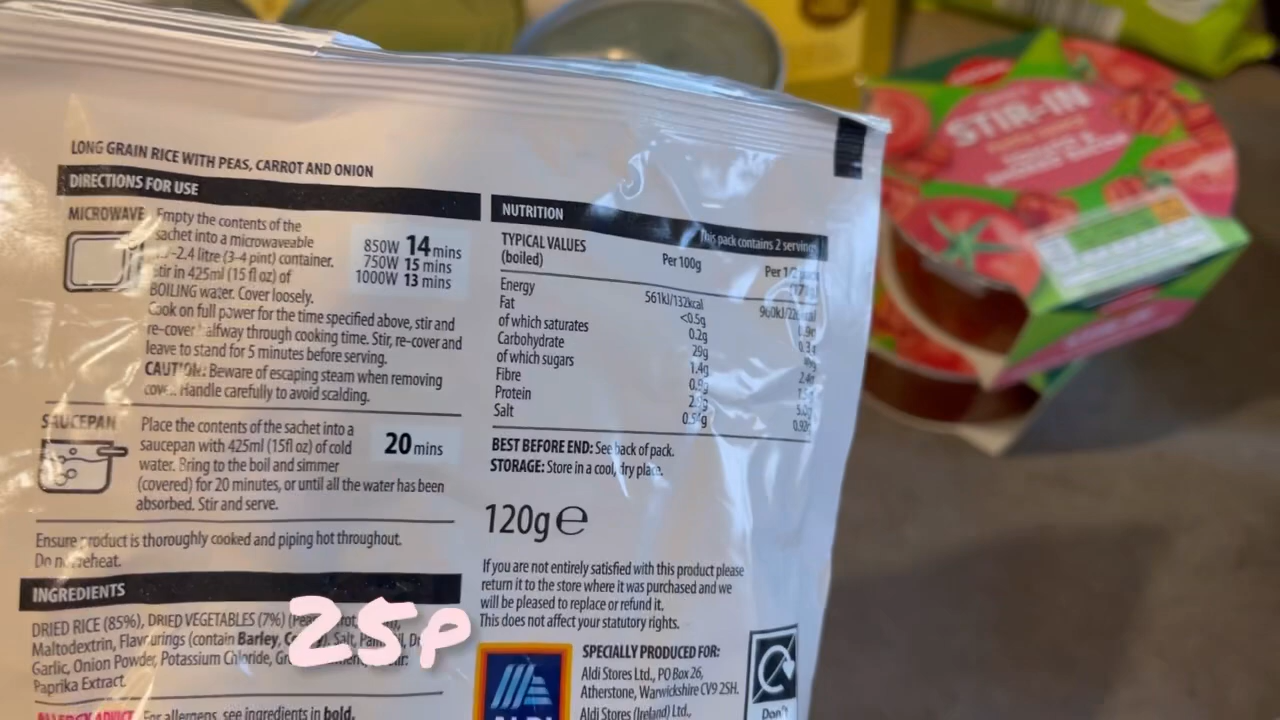 LONG GRAIN RICE WITH PEAS, CARROT AND ONION
DIRECTIONS FOR USE
MICROWAVE
Empty the contents of the
sachet into a microwaveable
-2.4 litre (3-4 pint) container.
stir in 425ml (15 fl oz) of
BOILING water. Cover loosely.
850W 14 mins
750W 15 mins
1000W 13 mins
Cook on full power for the time specified above, stir and
re-cover halfway through cooking time. Stir, re-cover and
leave to stand for 5 minutes before serving.
CAUTION: Beware of escaping steam when removing
cover. Handle carefully to avoid scalding.
SAUCEPAN
Place the contents of the sachet into a
saucepan with 425ml (15fl oz) of cold
water. Bring to the boil and simmer
(covered) for 20 minutes, or until all the water has been
absorbed. Stir and serve.
20 mins
Ensure product is thoroughly cooked and piping hot throughout.
Do not reheat.
INGREDIENTS
DRIED RICE (85%), DRIED VEGETABLES (7%)
Maltodextrin, Flavourings (contain Barley, Salt, Palm
Garlic, Onion Powder, Potassium Chloride,
Paprika Extract.
25p
ALLERGY ADVICE For allergens, see ingredients in bold.
NUTRITION
This pack contains 2 servings
TYPICAL VALUES
(boiled)
Per 100g
Per 1/2 pack
Energy 561kJ/132kcal
Fat <0.5g
of which saturates 0.2g 0.3g
Carbohydrate 29g
of which sugars 1.4g
Fibre
Protein 5.0g
Salt 0.92g
BEST BEFORE END: See back of pack.
STORAGE: Store in a cool, dry place.
120g e
If you are not entirely satisfied with this product please
return it to the store where it was purchased and we
will be pleased to replace or refund it.
This does not affect your statutory rights.
ALDI
SPECIALLY PRODUCED FOR:
Aldi Stores Ltd., PO Box 26,
Atherstone, Warwickshire CV9 2SH.
Aldi Stores (Ireland) Ltd.,
Don't
STIR-IN